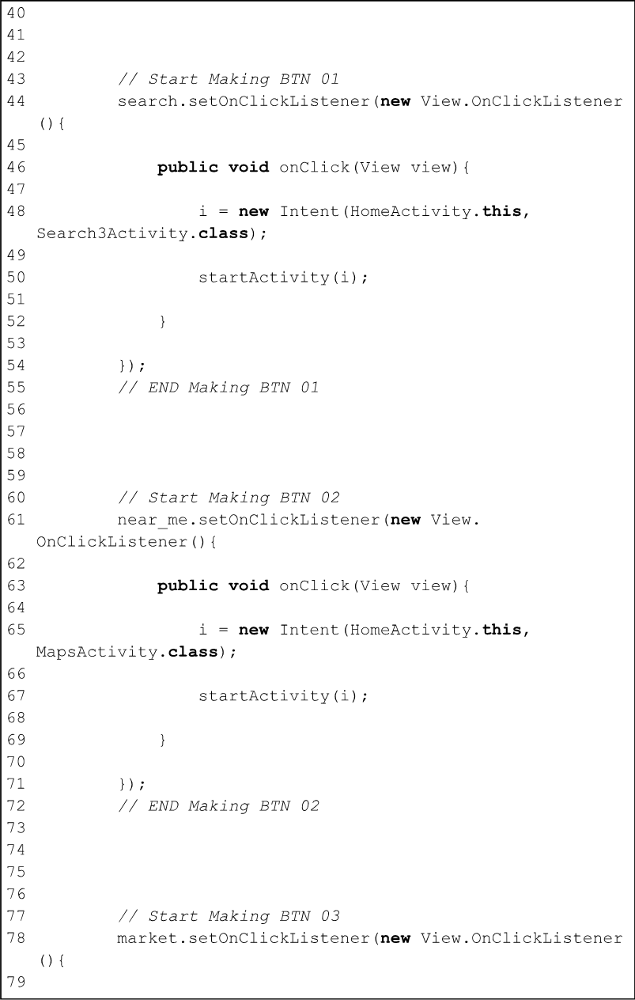 40
41
42
43 // Start Making BTN 01
44 search.setOnClickListener(new View.OnClickListener
(){
45
46 public void onClick(View view){
47
48 i = new Intent(HomeActivity.this,
Search3Activity.class);
49
50 startActivity(i);
51
52 }
53
54 });
55 // END Making BTN 01
56
57
58
59
60 // Start Making BTN 02
61 near_me.setOnClickListener(new View.
OnClickListener(){
62
63 public void onClick(View view){
64
65 i = new Intent(HomeActivity.this,
MapsActivity.class);
66
67 startActivity(i);
68
69 }
70
71 });
72 // END Making BTN 02
73
74
75
76
77 // Start Making BTN 03
78 market.setOnClickListener(new View.OnClickListener
(){
79